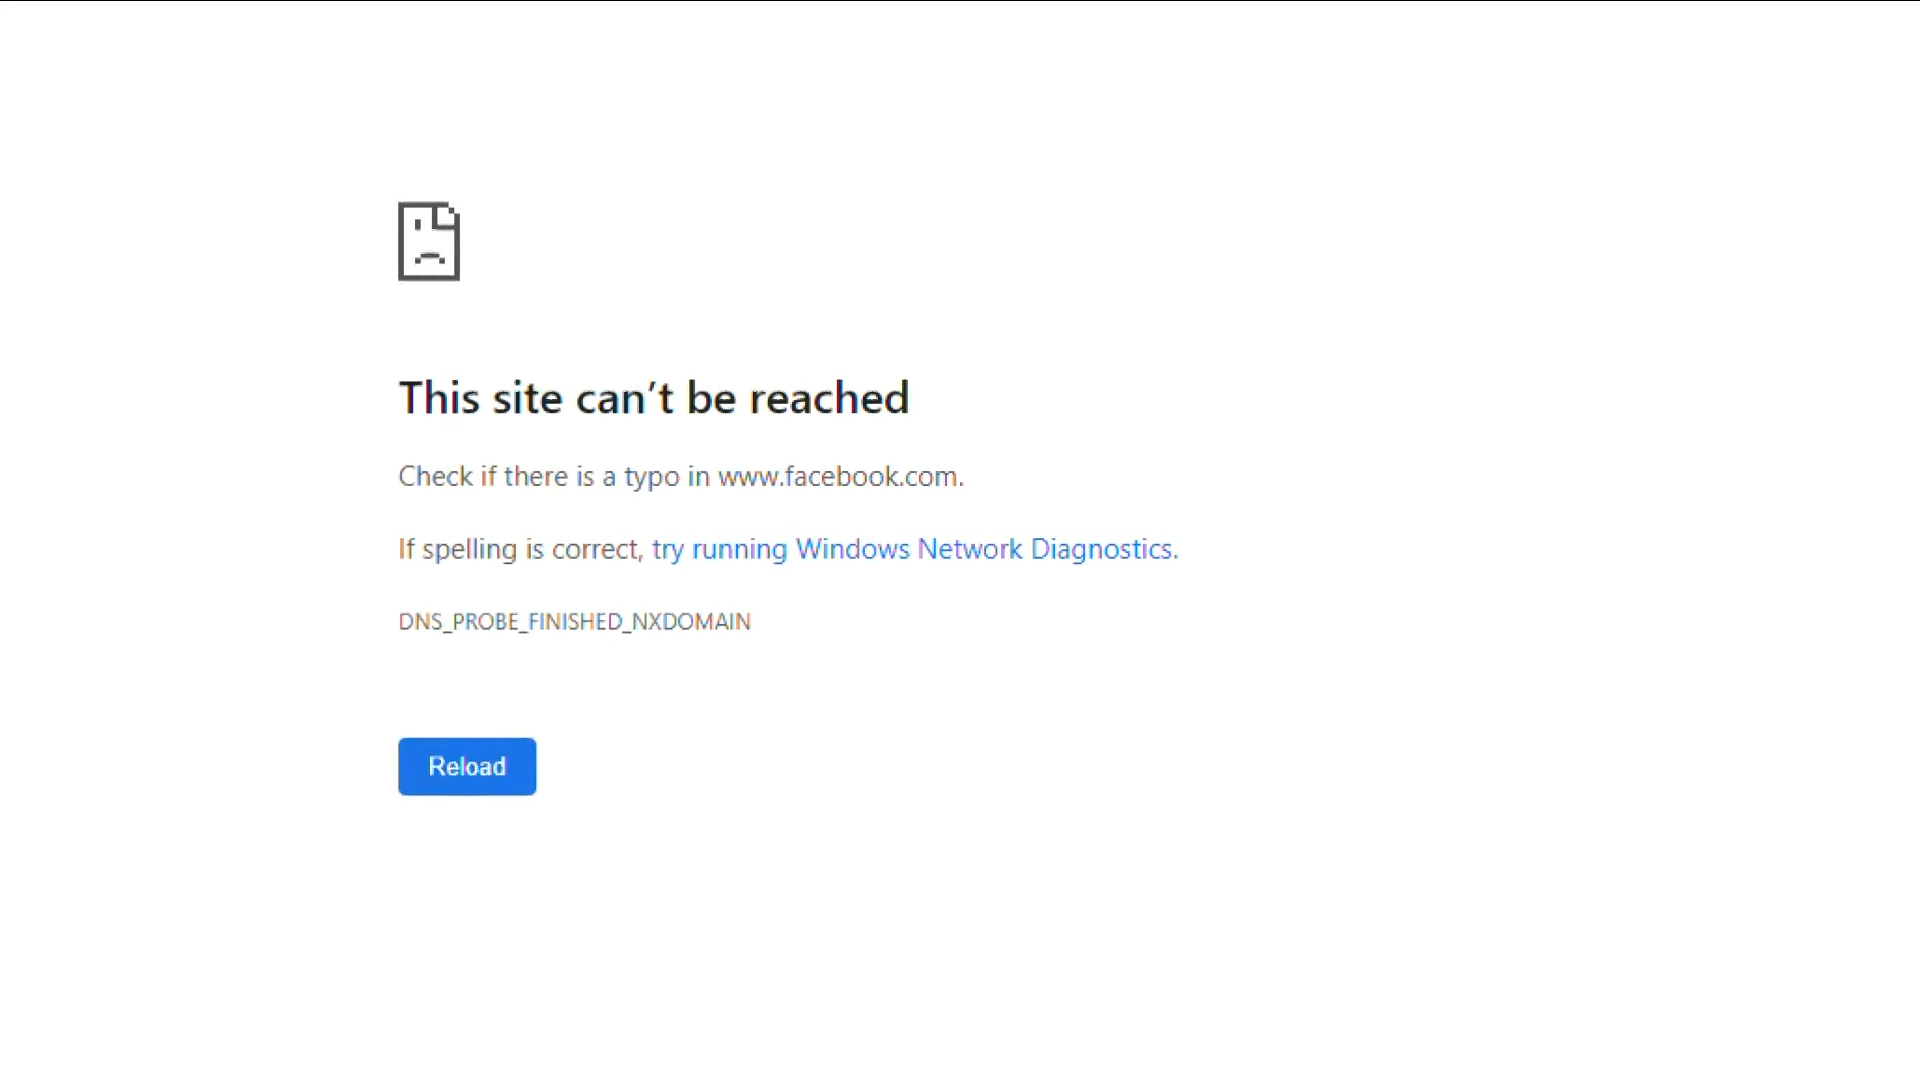 This site can’t be reached
Check if there is a typo in www.facebook.com.
If spelling is correct, try running Windows Network Diagnostics.
DNS_PROBE_FINISHED_NXDOMAIN
Reload